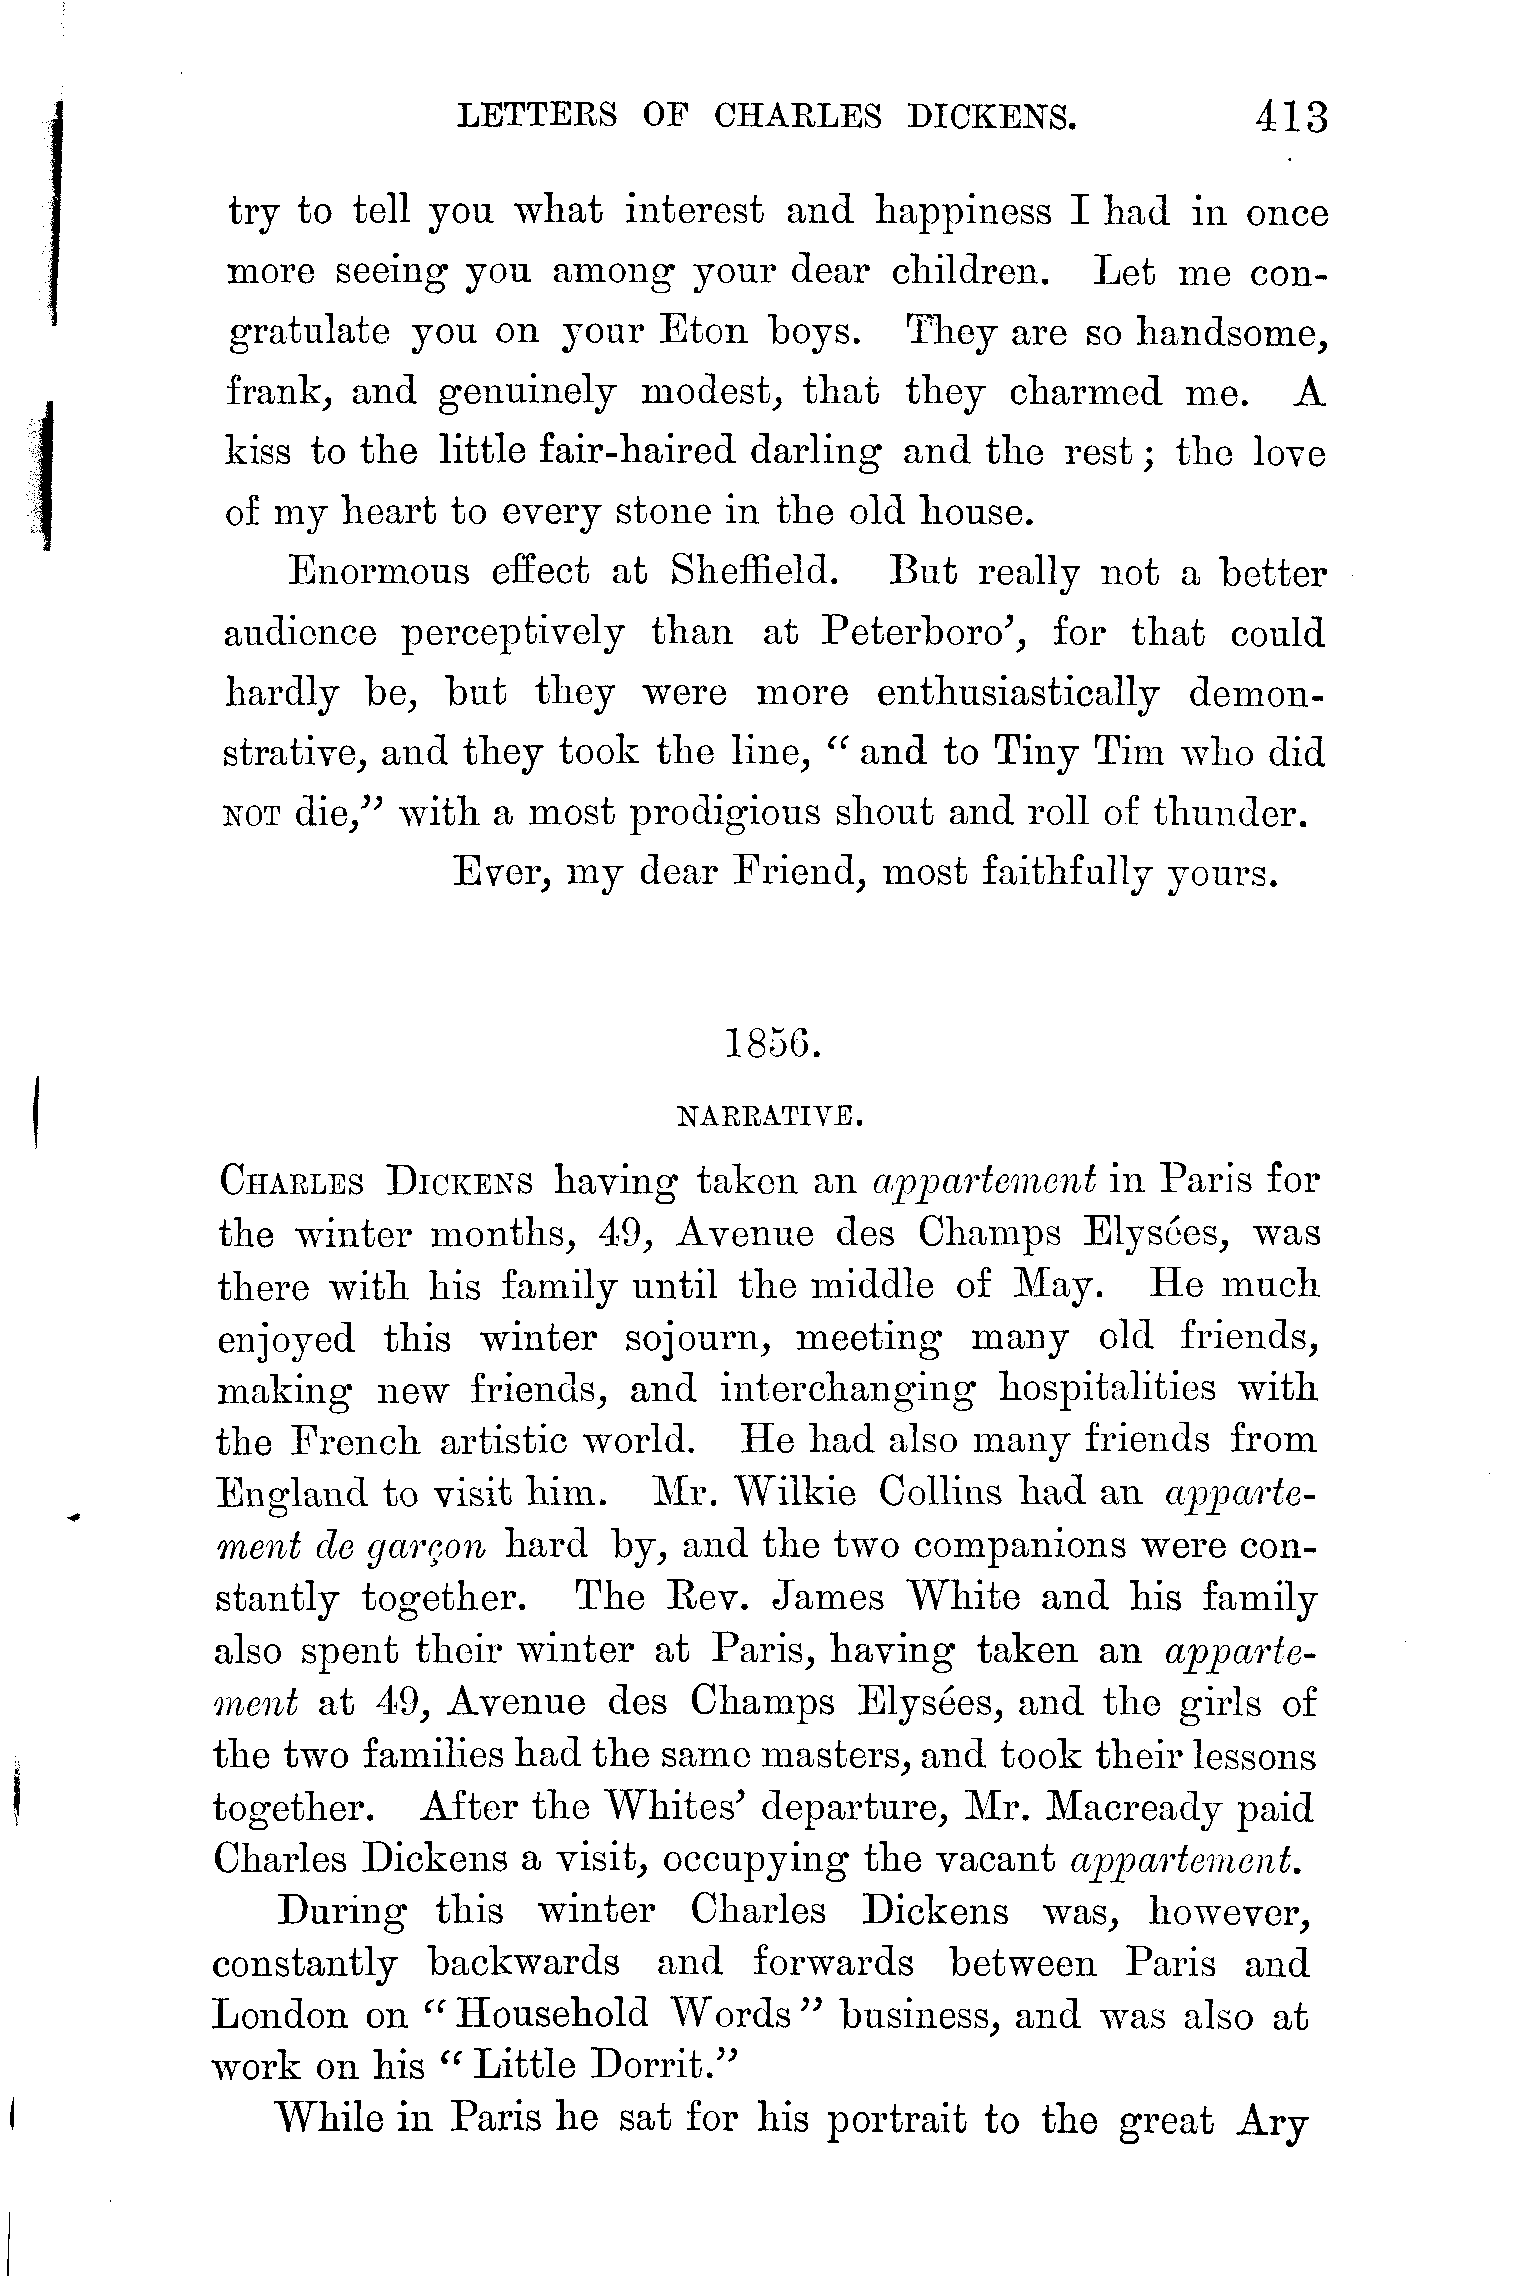 LETTERS OF CHARLES DICKENS. 413
try to tell you what interest and happiness I had in once
more seeing you among your dear children. Let me con-
gratulate you on your Eton boys. They are so handsome,
frank, and genuinely modest, that they charmed me. A
kiss to the little fair-haired darling and the rest; the love
of my heart to every stone in the old house.
Enormous effect at Sheffield. But really not a better
audience perceptively than at Peterboro', for that could
hardly be, but they were more enthusiastically demon-
strative, and they took the line, "and to Tiny Tim who did
NOT die," with a most prodigious shout and roll of thunder.
Ever, my dear Friend, most faithfully yours.
1856.
NARRATIVE.
CHARLES DICKENS having taken an appartement in Paris for
the winter months, 49, Avenue des Champs Elysées, was
there with his family until the middle of May. He much
enjoyed this winter sojourn, meeting many old friends,
making new friends, and interchanging hospitalities with
the French artistic world. He had also many friends from
England to visit him. Mr. Wilkie Collins had an apparte-
ment de garçon hard by, and the two companions were con-
stantly together. The Rev. James White and his family
also spent their winter at Paris, having taken an apparte-
ment at 49, Avenue des Champs Elysées, and the girls of
the two families had the same masters, and took their lessons
together. After the Whites' departure, Mr. Macready paid
Charles Dickens a visit, occupying the vacant appartement.
During this winter Charles Dickens was, however,
constantly backwards and forwards between Paris and
London on "Household Words" business, and was also at
work on his "Little Dorrit."
While in Paris he sat for his portrait to the great Ary